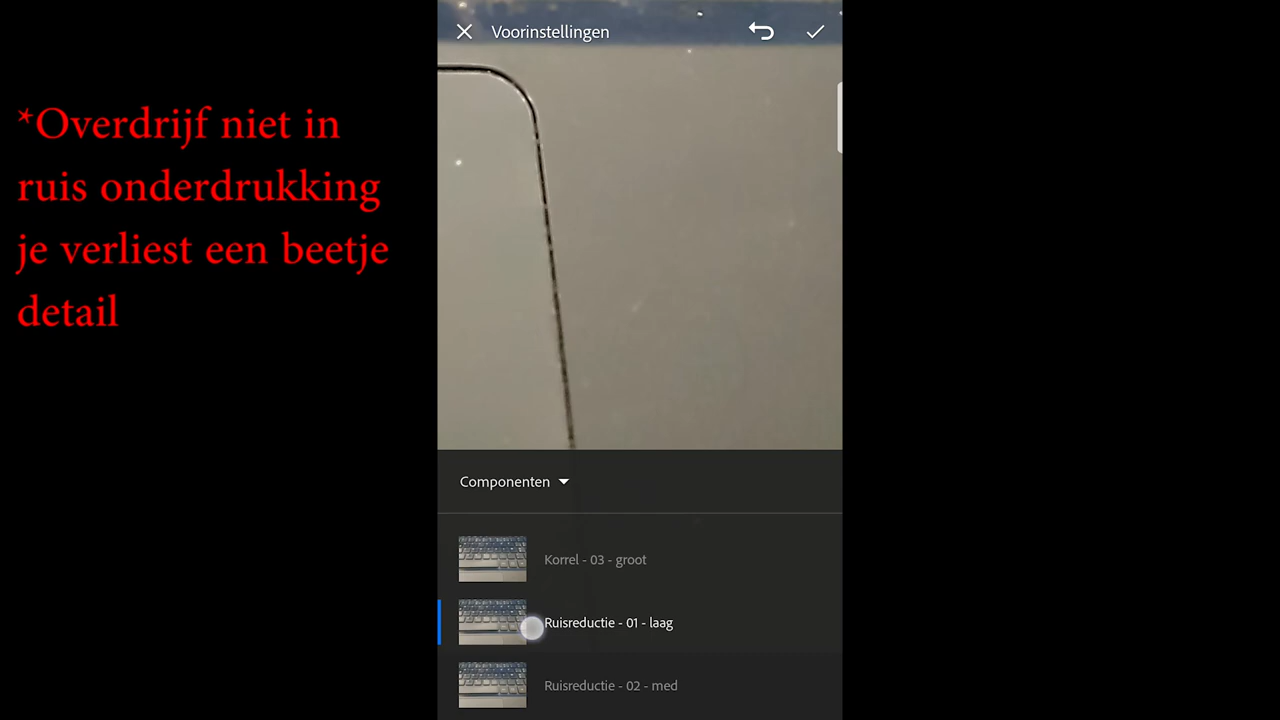 *Overdrijf niet in
ruis onderdrukking
je verliest een beetje
detail
Voorinstellingen
Componenten
Korrel - 03 - groot
Ruisreductie - 01 - laag
Ruisreductie - 02 - med